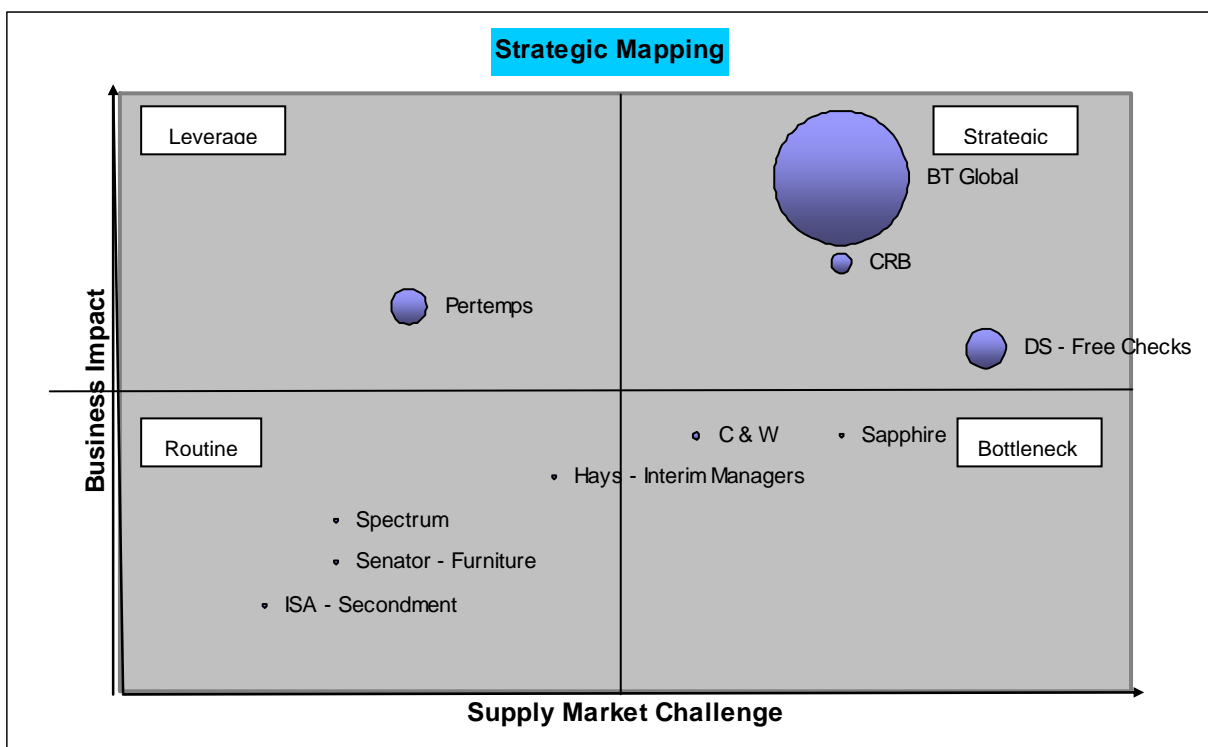 Strategic Mapping
Leverage
Strategic
BT Global
CRB
Pertemps
DS - Free Checks
Business Impact
Routine
C & W
Sapphire
Bottleneck
Hays - Interim Managers
Spectrum
Senator - Furniture
ISA - Secondment
Supply Market Challenge